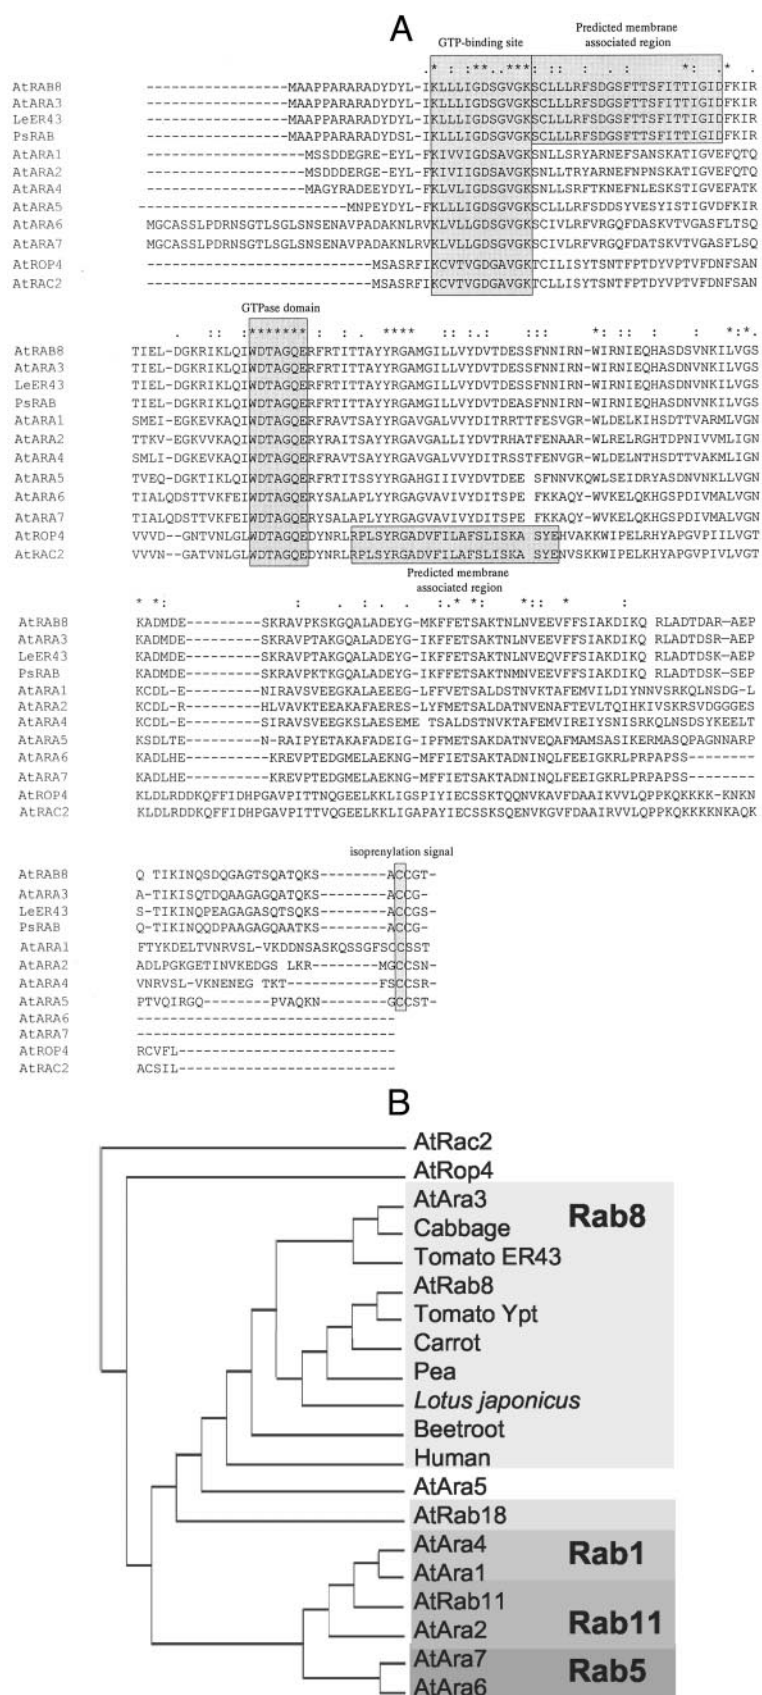 A
GTP-binding site
Predicted membrane
associated region
.* : : **..***: :. : . : *: : .* .
AtRAB8 ----------------MAAPPARARADYDYL-IKLLLIGDSGVGKSCLLLRFSDGSFTTSFITTIGIDFKIR
AtARA3 ----------------MAAPPARARADYDYL-IKLLLIGDSGVGKSCLLLRFSDGSFTTSFITTIGIDFKIR
LeER43 ----------------MAAPPARARADYDYL-IKLLLIGDSGVGKSCLLLRFSDGSFTTSFITTIGIDFKIR
PsRAB ----------------MAAPPARARADYDSL-IKLLLIGDSGVGKSCLLLRFSDGSFTTSFITTIGIDFKIR
AtARA1 ------------------MSSDDEGRE-EYL-FKIVVIGDSAVGKSNLLSRYARNEFSANSKATIGVEFQTQ
AtARA2 ------------------MSDDDERGE-EYL-FKIVIIGDSAVGKSNLLTRYARNEFNPNSKATIGVEFQTQ
AtARA4 ------------------MAGYRADEEYDYL-FKLVLIGDSGVGKSNLLSRFTKNEFNLESKSTIGVEFATK
AtARA5 -----------------------MNPEYDYL-FKLLLIGDSGVGKSCLLLRFSDDSYVESYISTIGVDFKIR
AtARA6 MGCASSLPDRNSGTLSGLSNSENAVPADAKNLRVKLVLLGDSGVGKSCIVLRFVRGQFDASKVTVGASFLTSQ
AtARA7 MGCASSLPDRNSGTLSGLSNSENAVPADAKNLRVKLVLLGDSGVGKSCIVLRFVRGQFDATSKVGASFLSQ
AtROP4 --------------------------MSASRFIKCVTVGDGAVGKTCILISYTSNTFPTDYVPTVFDNFSAN
AtRAC2 --------------------------MSASRFIKCVTVGDGAVGKTCLLISYTSNTFPTDYVPTVFDNFSAN
GTPase domain
. :: :******* : : . **** : :. : : *: : : *:*.
AtRAB8 TIEL-DGKRIKLQIWDTAGQERFRTITTAYYRGAMGILLVYDVTDESSFNNIRN-WIRNIEQHASDSVNKILVGS
AtARA3 TIEL-DGKRIKLQIWDTAGQERFRTITTAYYRGAMGILLVYDVTDESSFNNIRN-WIRNIEQHASDNVNKILVGS
LeER43 TIEL-DGKRIKLQIWDTAGQERFRTITTAYYRGAMGILLVYDVTDESSFNNIRN-WIRNIEQHASDNVNKILVGS
PsRAB TIEL-DGKRIKLQIWDTAGQERFRTITTAYYRGAMGILLVYDVTDEASFNNIRN-WIRNIEQHASDNVNKILVGS
AtARA1 SMEI-EGKEVKAQIWDTAGQERFRAVTSAYYRGAVGALVVYDITRRTTFESVGR-WLDELKIHSDTTVARMLVGN
AtARA2 TTKV-EGKVVKAQIWDTAGQERYRAITSAYYRGAVGALLIYDVTRHATFENAAR-WLRELRGHTDPNIVVMLIGN
AtARA4 SMLI-DGKEVKAQIWDTAGQERFRAVTSAYYRGAVGALVVYDITRSSTFENVGR-WLDELNTHSDTTVAKMLIGN
AtARA5 TVEQ-DGKTIKLQIWDTAGQERFRTITSSYYRGAHGIIIVYDVTDEE SFNNVKQWLSEIDRYASDNVNKLLVGN
AtARA6 TIALQDSTTVKFEIWDTAGQERYSALAPLYYRGAGVAVIVYDITSPE FKKAQY-WVKELQKHGSPDIVMALVGN
AtARA7 TIALQDSTTVKFEIWDTAGQERYSALAPLYYRGAGVAVIVYDITSPE FKKAQY-WVKELQKHGSPDIVMALVGN
AtROP4 VVVD--GNTVNLGLWDTAGQEDYNRLRPLSYRGADVFILAFSLISKA SYEHVAKKWIPELRHYAPGVPIILVGT
AtRAC2 VVVN--GATVNLGLWDTAGQEDYNRLRPLSYRGADVFILAFSLISKA SYENVSKKWIPELKHYAPGVPIVLVGT
Predicted membrane
associated region
* *: : . : . :.* *: *:: * :
AtRAB8 KADMDE---------SKRAVPKSKGQALADEYG-MKFFETSAKTNLNVEEVFFSIAKDIKQ RLADTDAR-AEP
AtARA3 KADMDE---------SKRAVPTAKGQALADEYG-IKFFETSAKTNLNVEEVFFSIAKDIKQ RLADTDSR-AEP
LeER43 KADMDE---------SKRAVPTAKGQALADEYG-IKFFETSAKTNLNVEQVFFSIAKDIKQ RLADTDSK-AEP
PsRAB KADMDE---------SKRAVPKTKGQALADEYG-IKFFETSAKTNMNVEEVFFSIAKDIKQ RLADTDSK-SEP
AtARA1 KCDL-E---------NIRAVSVEEGKALAEEEG-LFFVETSALDSTNVKTAFEMVILDIYNNVSRKQLNSDG-L
AtARA2 KCDL-R---------HLVAVKTEEAKAFAERES-LYFMETSALDATNVENAFTEVLTQIHKIVSKRSVDGGGES
AtARA4 KCDL-E---------SIRAVSVEEGKSLAESEME TSALDSTNVKTAFEMVIREIYSNISRKQLNSDSYKEELT
AtARA5 KSDLTE---------N-RAIPYETAKAFADEIG-IPFMETSAKDATNVEQAFMAMSASIKERMASQPAGNNARP
AtARA6 KADLHE---------KREVPTEDGMELAEKNG-MFFIETSAKTADNINQLFEEIGKRLPRPAPSS--------
AtARA7 KADLHE---------KREVPTEDGMELAEKNG-MFFIETSAKTADNINQLFEEIGKRLPRPAPSS--------
AtROP4 KLDLRDDKQFFIDHPGAVPITTNQGEELKKLIGSPIYIECSSKTQQNVKAVFDAAIKVVLQPPKQKKKK-KNKN
AtRAC2 KLDLRDDKQFFIDHPGAVPITTVQGEELKKLIGAPAYIECSSKSQENVKGVFDAAIRVVLQPPKQKKKKNKAQK
isoprenylation signal
AtRAB8 Q TIKINQSDQGAGTSQATQKS---------ACCGT-
AtARA3 A-TIKISQTDQAAGAGQATQKS---------ACCG-
LeER43 S-TIKINQPEAGAGASQTSQKS---------ACCGS-
PsRAB Q-TIKINQQDPAAGAAQAATKS---------ACCG-
AtARA1 FTYKDELTVNRVSL-VKDDNSASKQSSGFSCCSST
AtARA2 ADLPGKGETINVKEDGS LKR---------MGCCSN-
AtARA4 VNRVSL-VKNENEG TKT------------FSCCSR-
AtARA5 PTVQIRGQ--------PVAQKN---------GCCST-
AtARA6 --------------------------------
AtARA7 --------------------------------
AtROP4 RCVFL---------------------------
AtRAC2 ACSIL---------------------------
B
AtRac2
AtRop4
AtAra3
Rab8
Cabbage
Tomato ER43
AtRab8
Tomato Ypt
Carrot
Pea
Lotus japonicus
Beetroot
Human
AtAra5
AtRab18
AtAra4
Rab1
AtAra1
AtRab11
Rab11
AtAra2
AtAra7
Rab5
AtAra6